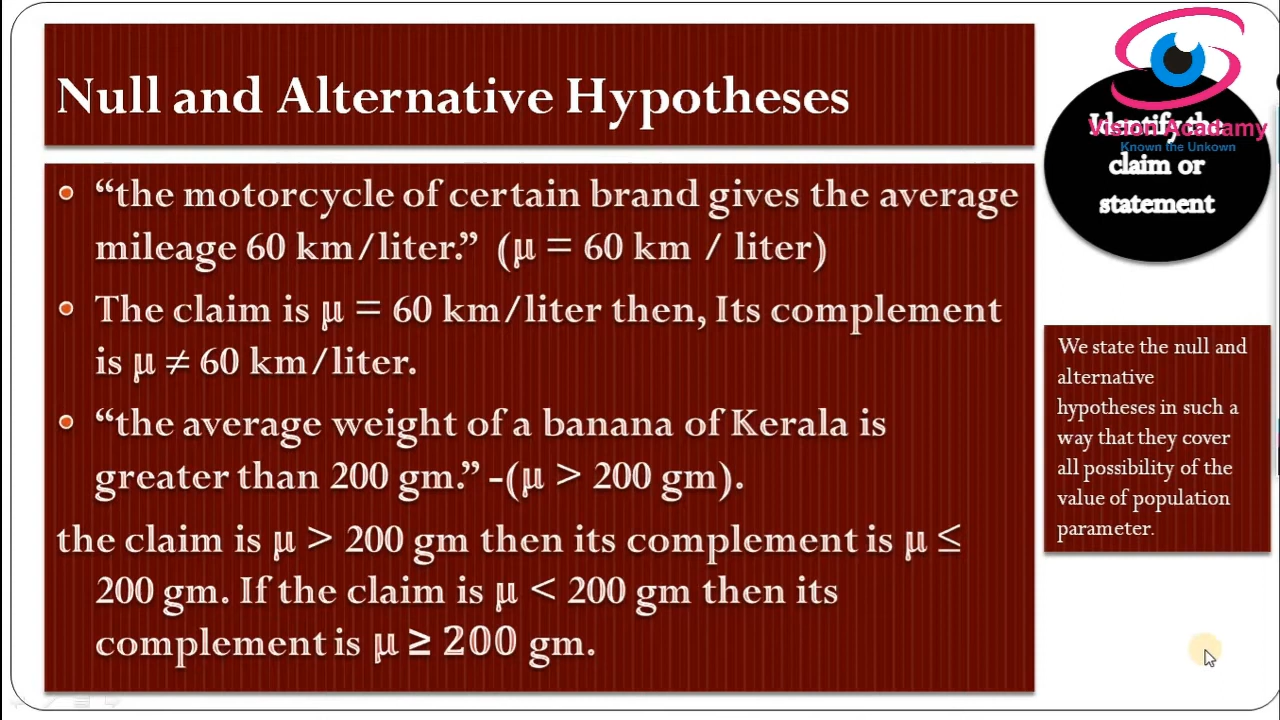 Null and Alternative Hypotheses
“the motorcycle of certain brand gives the average
mileage 60 km/liter.” (µ = 60 km / liter)
The claim is µ = 60 km/liter then, Its complement
is µ ≠ 60 km/liter.
“the average weight of a banana of Kerala is
greater than 200 gm.” -(µ > 200 gm).
the claim is µ > 200 gm then its complement is µ ≤
200 gm. If the claim is µ < 200 gm then its
complement is µ ≥ 200 gm.
Identify the
claim or
statement
Vision Acadamy
Known the Unkown
We state the null and
alternative
hypotheses in such a
way that they cover
all possibility of the
value of population
parameter.